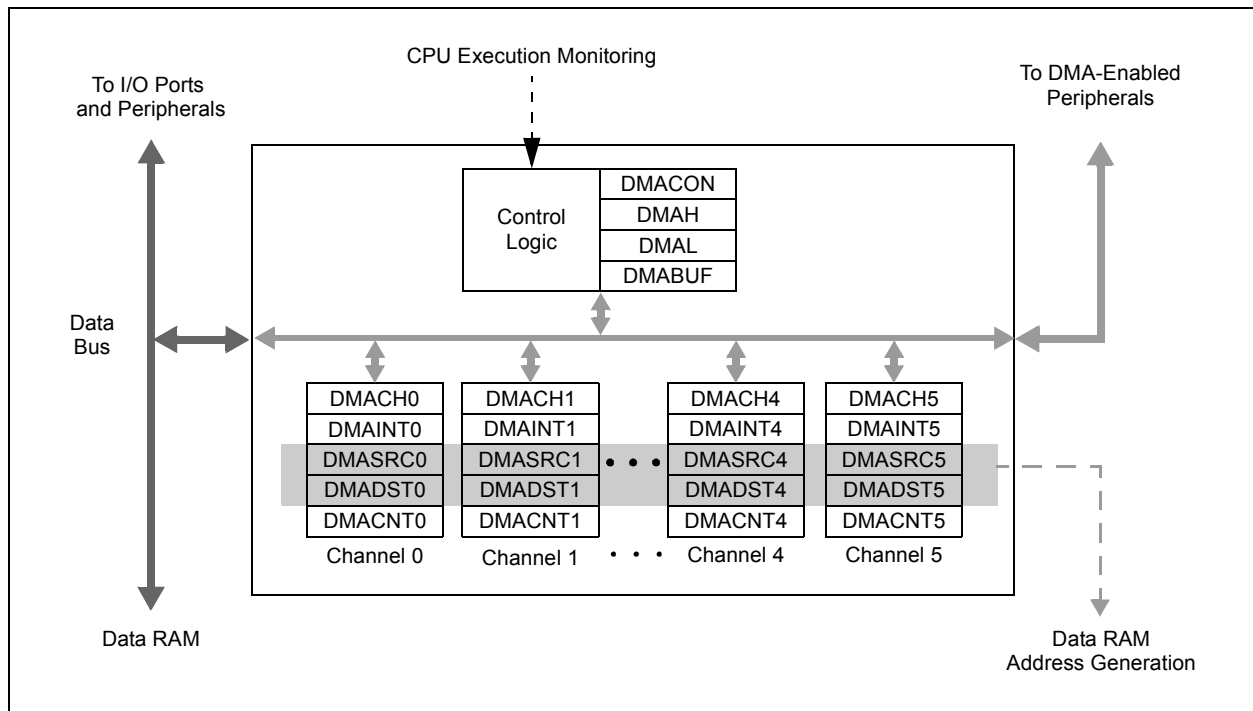 CPU Execution Monitoring
To I/O Ports
and Peripherals
To DMA-Enabled
Peripherals
Control
Logic
DMACON
DMAH
DMAL
DMABUF
Data
Bus
DMACH0
DMAINT0
DMASRC0
DMADST0
DMACNT0
Channel 0
DMACH1
DMAINT1
DMASRC1
DMADST1
DMACNT1
Channel 1
• • •
• • •
DMACH4
DMAINT4
DMASRC4
DMADST4
DMACNT4
Channel 4
DMACH5
DMAINT5
DMASRC5
DMADST5
DMACNT5
Channel 5
Data RAM
Data RAM
Address Generation